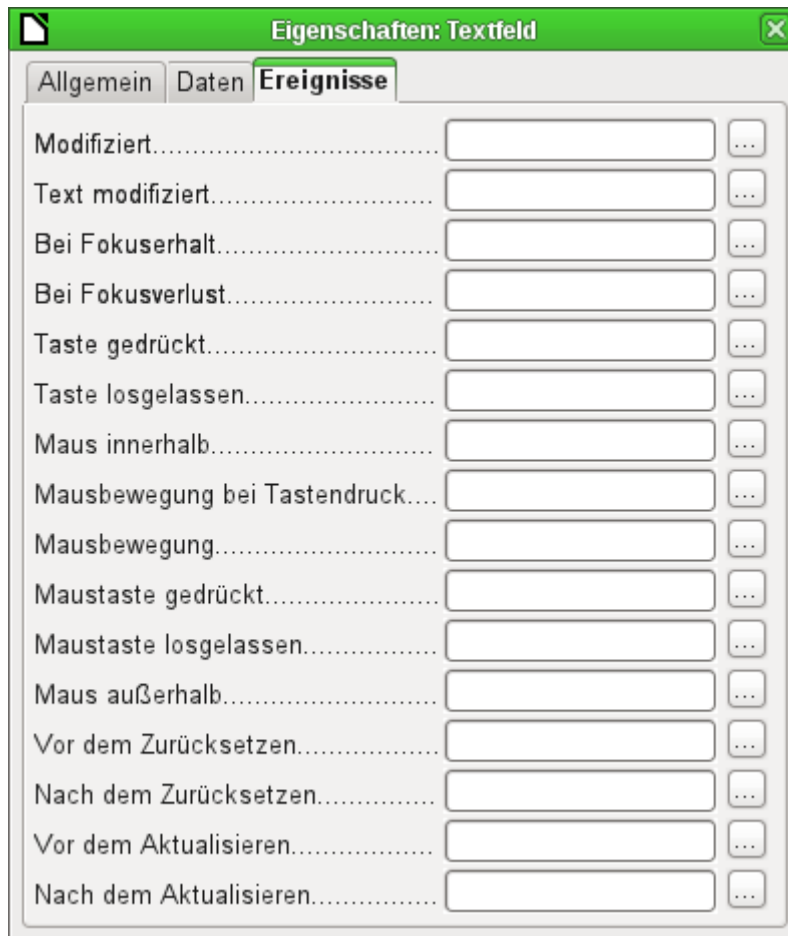 Eigenschaften: Textfeld
Allgemein Daten Ereignisse
Modifiziert.................................. ...
Text modifiziert.......................... ...
Bei Fokuserhalt.......................... ...
Bei Fokusverlust......................... ...
Taste gedrückt........................... ...
Taste losgelassen...................... ...
Maus innerhalb.......................... ...
Mausbewegung bei Tastendruck.... ...
Mausbewegung.......................... ...
Maustaste gedrückt.................... ...
Maustaste losgelassen................ ...
Maus außerhalb......................... ...
Vor dem Zurücksetzen................ ...
Nach dem Zurücksetzen.............. ...
Vor dem Aktualisieren................. ...
Nach dem Aktualisieren............... ...